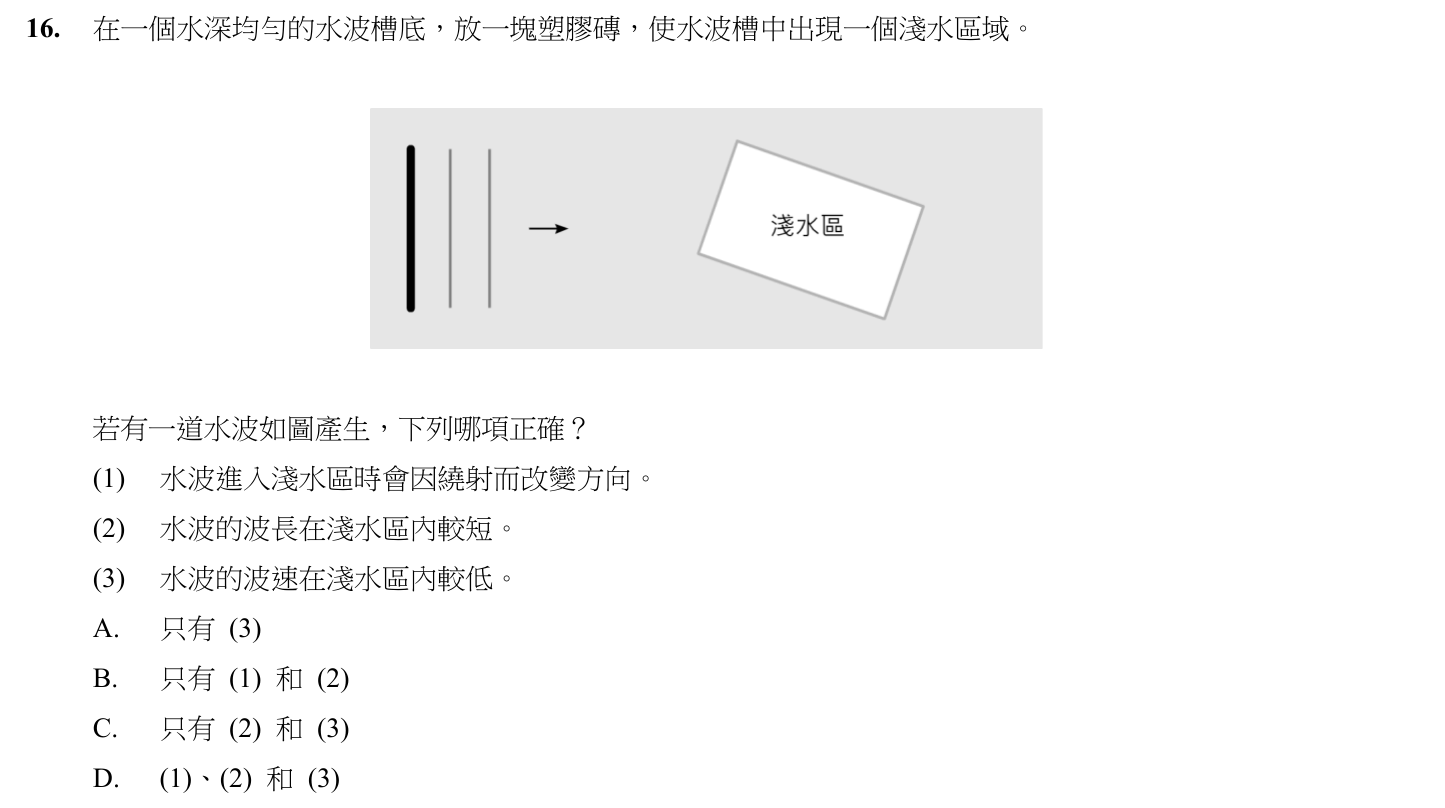 16. 在一個水深均勻的水波槽底，放一塊塑膠磚，使水波槽中出現一個淺水區域。
淺水區
若有一道水波如圖產生，下列哪項正確？
(1) 水波進入淺水區時會因繞射而改變方向。
(2) 水波的波長在淺水區內較短。
(3) 水波的波速在淺水區內較低。
A. 只有 (3)
B. 只有 (1) 和 (2)
C. 只有 (2) 和 (3)
D. (1)、(2) 和 (3)